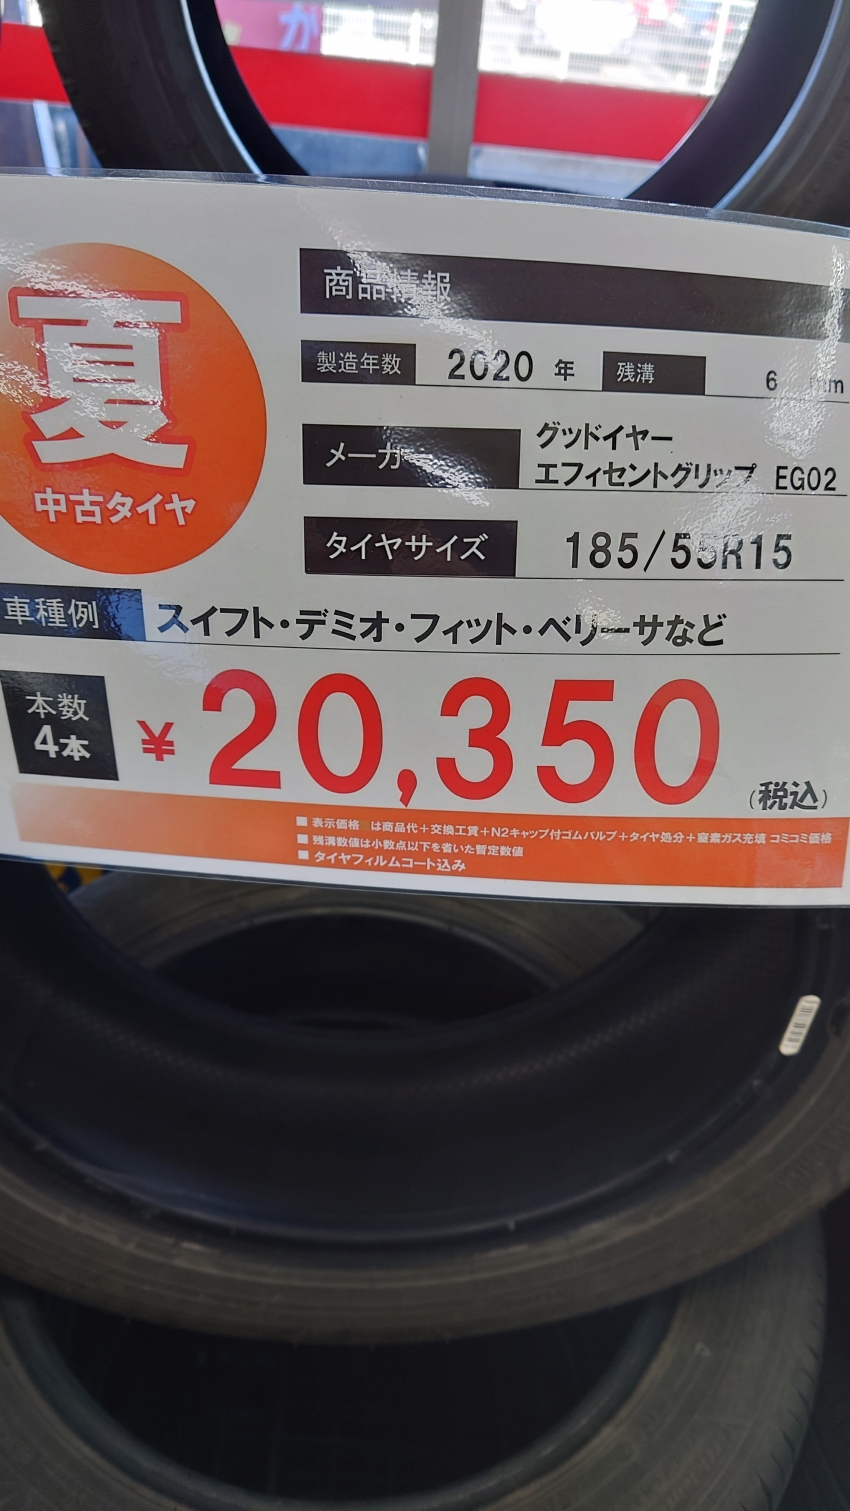 か
夏
中古タイヤ
商品情報
製造年数 2020 年 残溝 6 mm
メーカー グッドイヤー
エフィセントグリップ EG02
タイヤサイズ 185/55R15
車種例 スイフト・デミオ・フィット・ベリーサなど
本数
4本 ¥20,350 (税込)
■ 表示価格 は商品代+交換工賃+N2キャップ付ゴムバルブ+タイヤ処分+窒素ガス充填 コミコミ価格
■ 残溝数値は小数点以下を省いた暫定数値
■ タイヤフィルムコート込み